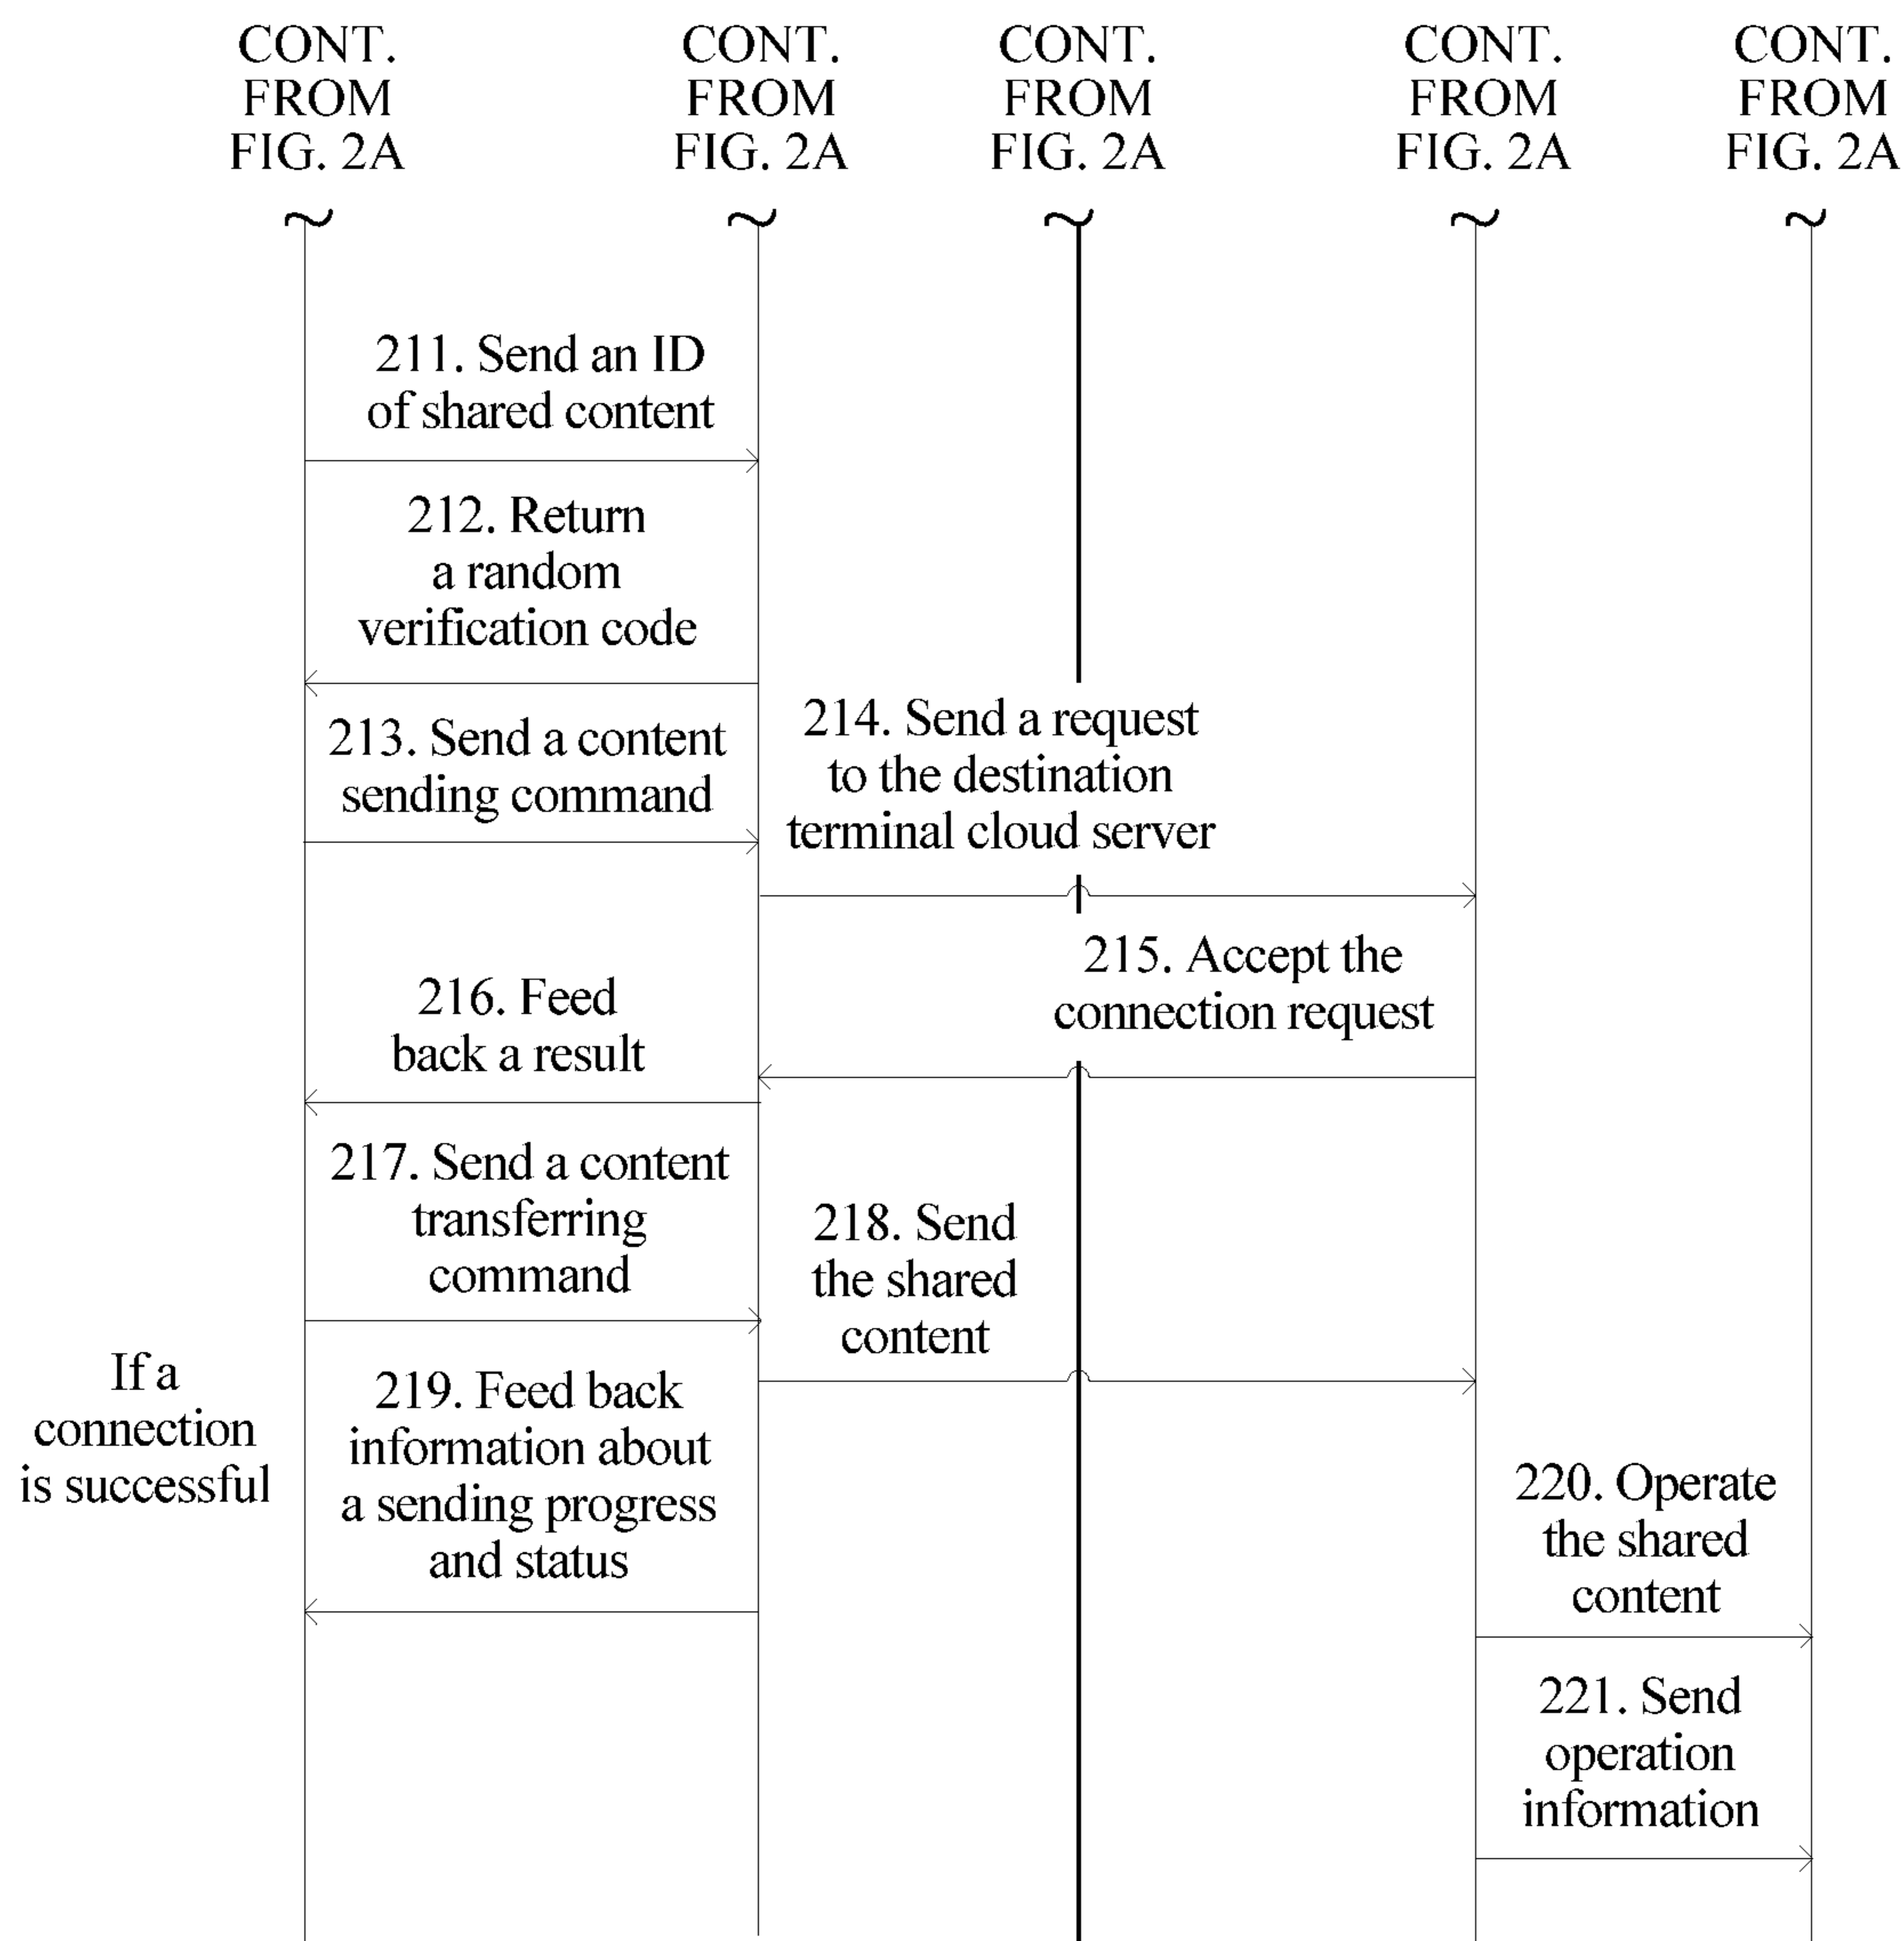 CONT.
FROM
FIG. 2A
CONT.
FROM
FIG. 2A
CONT.
FROM
FIG. 2A
CONT.
FROM
FIG. 2A
CONT.
FROM
FIG. 2A
~
~
~
~
~
211. Send an ID
of shared content
212. Return
a random
verification code
213. Send a content
sending command
214. Send a request
to the destination
terminal cloud server
215. Accept the
connection request
216. Feed
back a result
217. Send a content
transferring
command
218. Send
the shared
content
If a
connection
is successful
219. Feed back
information about
a sending progress
and status
220. Operate
the shared
content
221. Send
operation
information